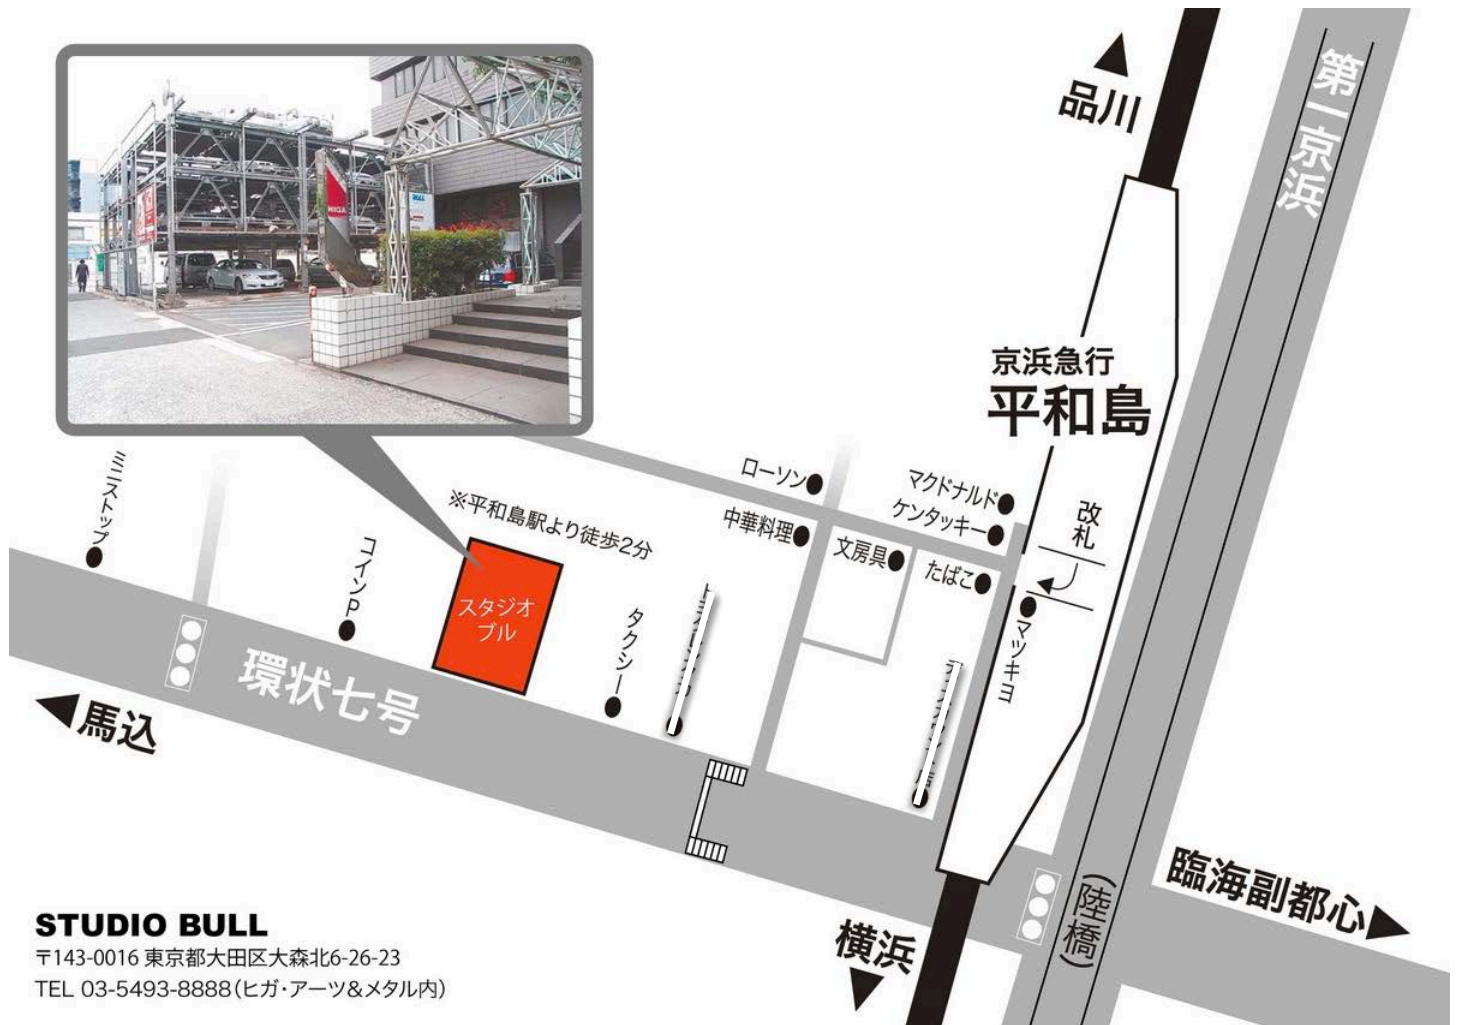 品川
第一京浜
京浜急行
平和島
改札
マクドナルド
ケンタッキー
ローソン
中華料理
文房具
たばこ
マツキヨ
※平和島駅より徒歩2分
ミニストップ
コインP
スタジオ
ブル
タクシー
環状七号
馬込
横浜
(陸橋)
臨海副都心
STUDIO BULL
〒143-0016 東京都大田区大森北6-26-23
TEL 03-5493-8888(ヒガ・アーツ&メタル内)